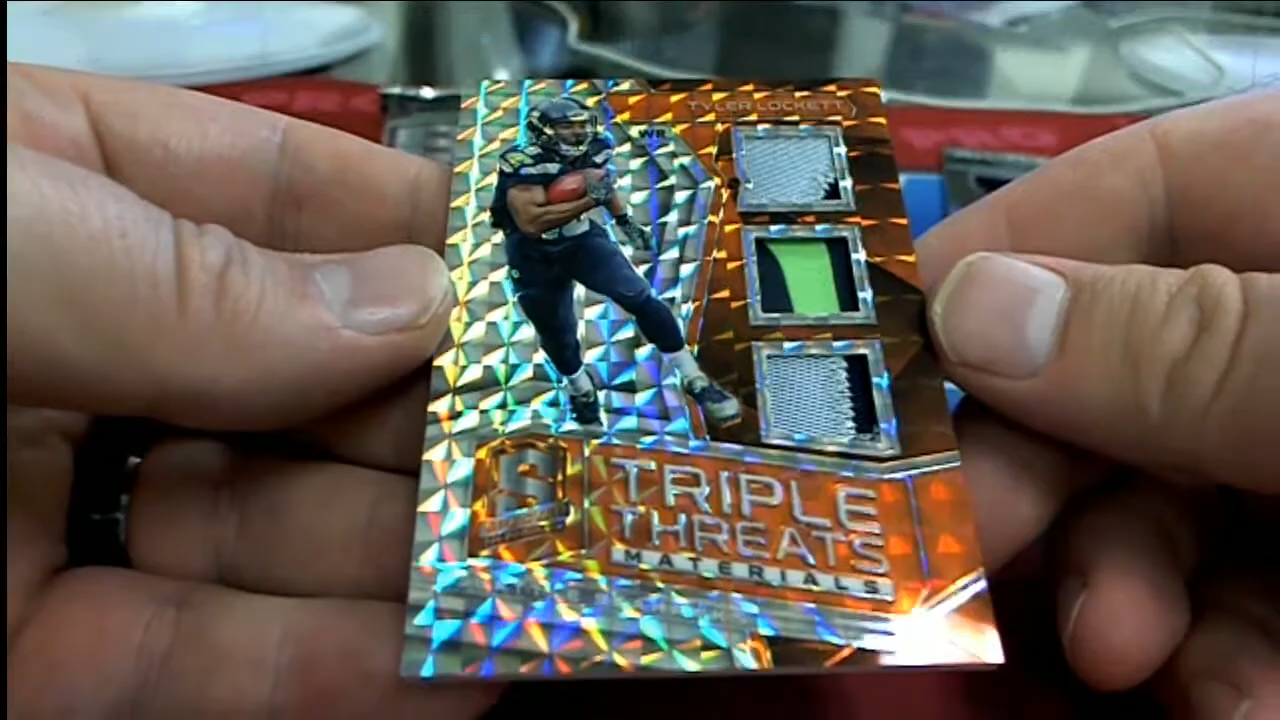 TYLER LOCKETT
WR
S
TRIPLE
THREATS
MATERIALS